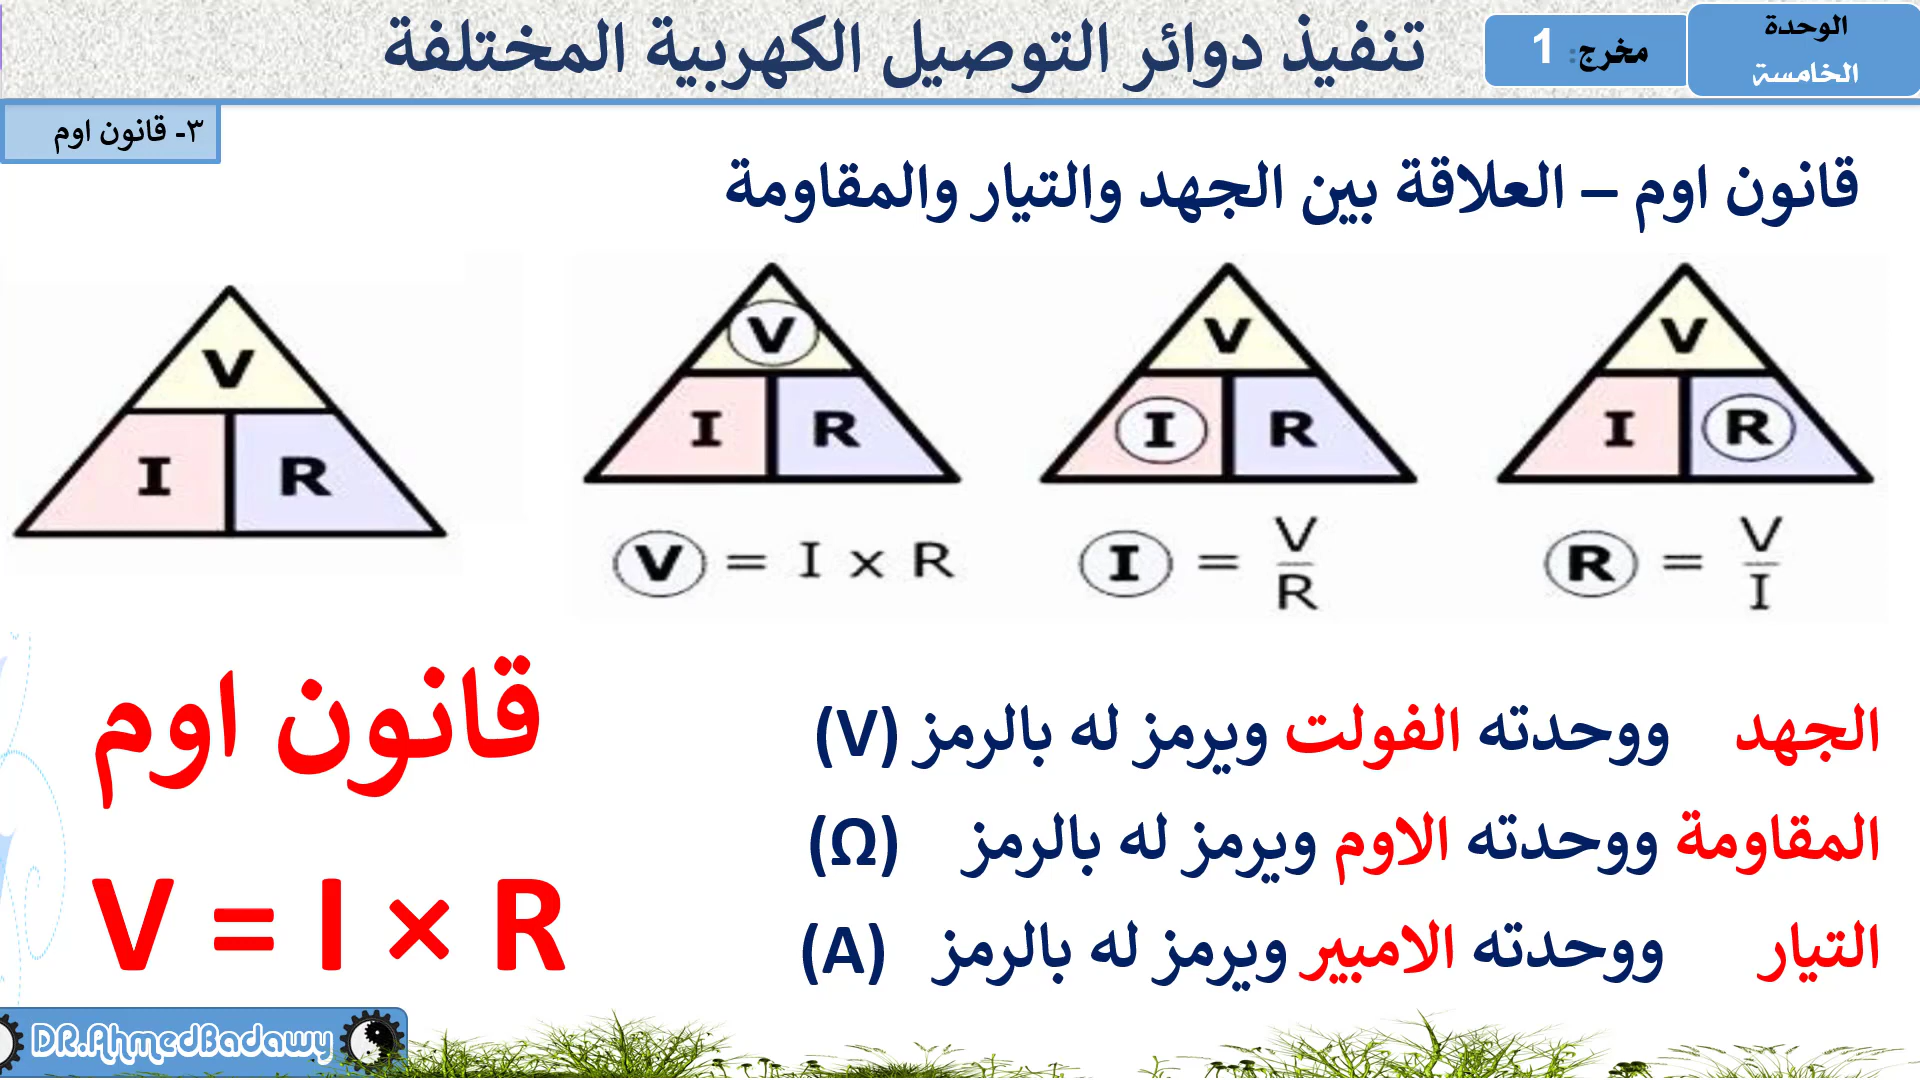 الوحدة
الخامسة
مخرج: 1
تنفيذ دوائر التوصيل الكهربية المختلفة
٣- قانون اوم
قانون اوم – العلاقة بين الجهد والتيار والمقاومة
V
I R
V
I R
V = I x R
V
I R
I = V/R
V
I R
R = V/I
قانون اوم
V = I × R
الجهد ووحدته الفولت ويرمز له بالرمز (V)
المقاومة ووحدته الاوم ويرمز له بالرمز (Ω)
التيار ووحدته الامبير ويرمز له بالرمز (A)
DR.AhmedBadawy